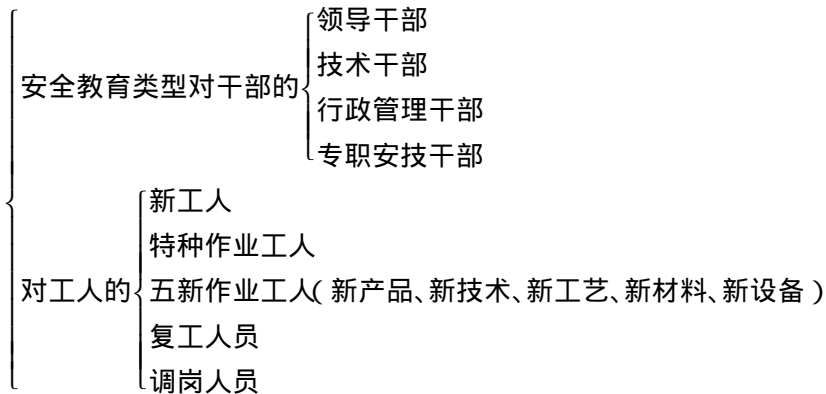 领导干部
技术干部
安全教育类型对干部的
行政管理干部
专职安技干部
新工人
特种作业工人
对工人的
五新作业工人(新产品、新技术、新工艺、新材料、新设备)
复工人员
调岗人员